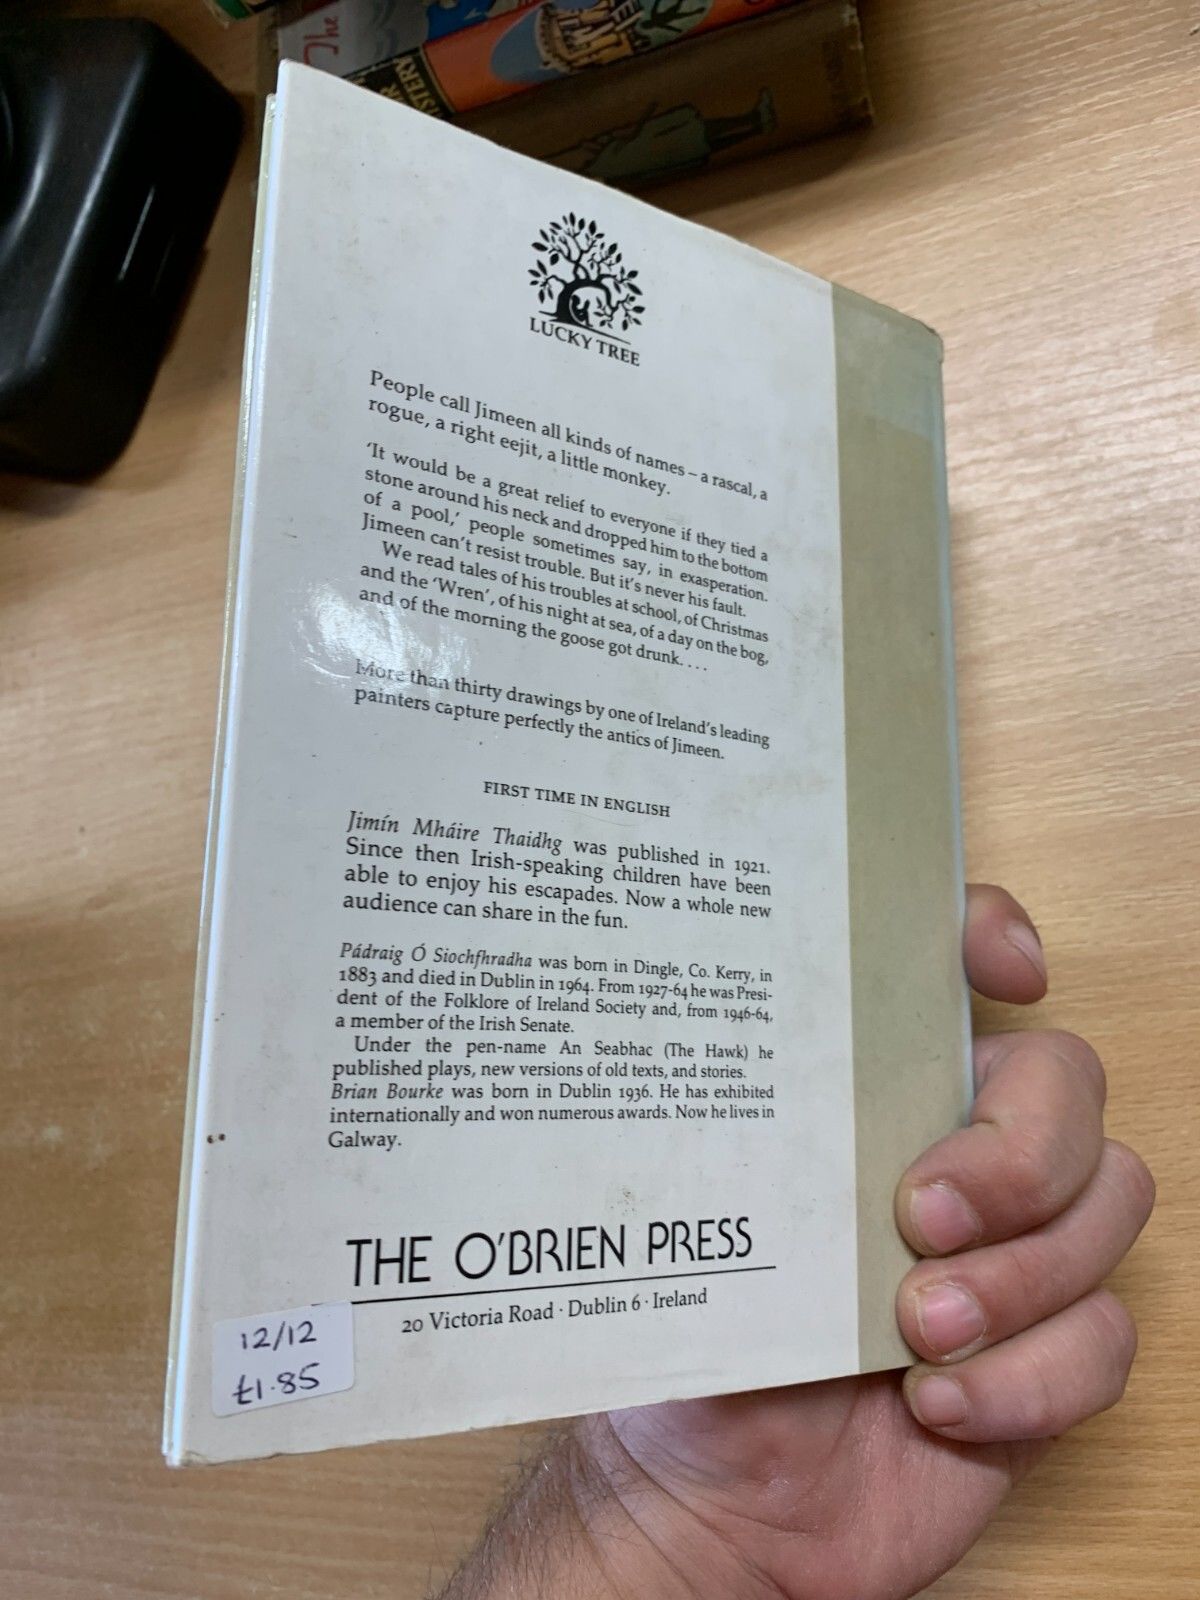 The
MYSTERY
LUCKY TREE
People call Jimeen all kinds of names – a rascal, a
rogue, a right eejit, a little monkey.
‘It would be a great relief to everyone if they tied a
stone around his neck and dropped him to the bottom
of a pool,’ people sometimes say, in exasperation.
Jimeen can’t resist trouble. But it’s never his fault.
We read tales of his troubles at school, of Christmas
and the ‘Wren’, of his night at sea, of a day on the bog,
and of the morning the goose got drunk. . . .
More than thirty drawings by one of Ireland’s leading
painters capture perfectly the antics of Jimeen.
FIRST TIME IN ENGLISH
Jimín Mháire Thaidhg was published in 1921.
Since then Irish-speaking children have been
able to enjoy his escapades. Now a whole new
audience can share in the fun.
Pádraig Ó Siochfhradha was born in Dingle, Co. Kerry, in
1883 and died in Dublin in 1964. From 1927-64 he was Presi-
dent of the Folklore of Ireland Society and, from 1946-64,
a member of the Irish Senate.
Under the pen-name An Seabhac (The Hawk) he
published plays, new versions of old texts, and stories.
Brian Bourke was born in Dublin 1936. He has exhibited
internationally and won numerous awards. Now he lives in
Galway.
THE O’BRIEN PRESS
20 Victoria Road · Dublin 6 · Ireland
12/12
£1.85